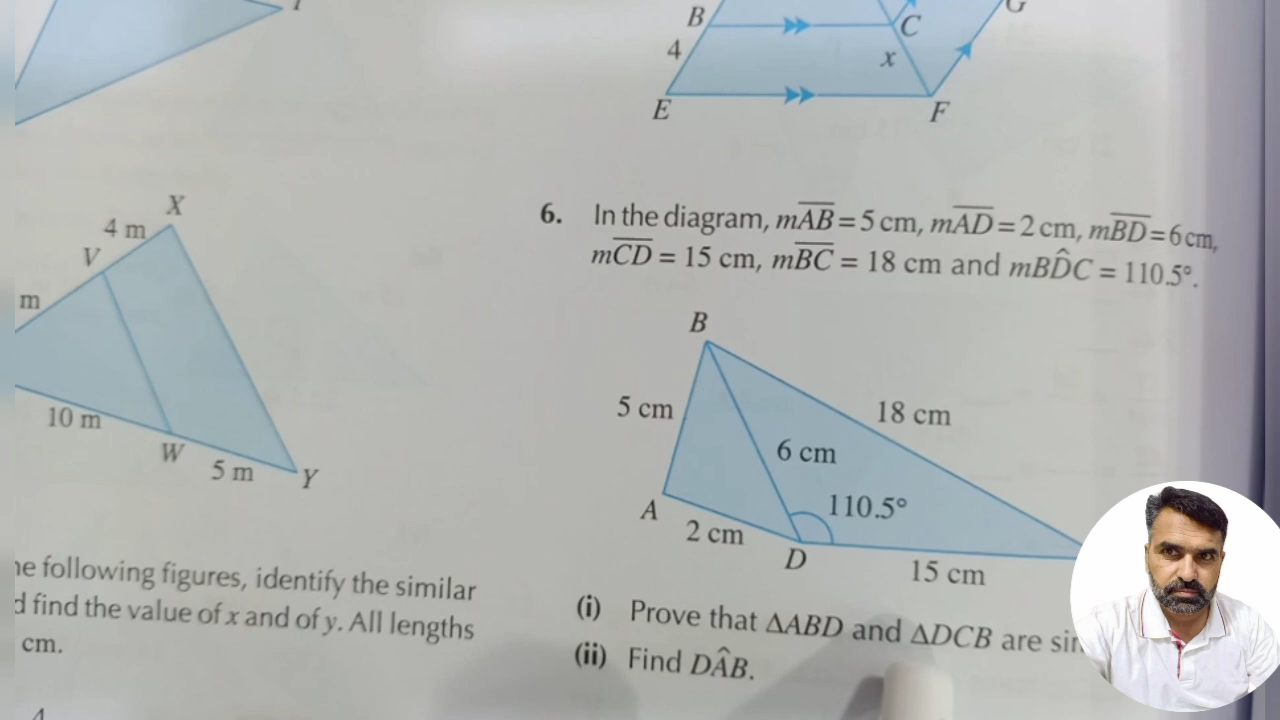 B
C
G
4
x
E
F
X
4 m
V
m
10 m
W
5 m
Y
6. In the diagram, mAB = 5 cm, mAD = 2 cm, mBD = 6 cm,
mCD = 15 cm, mBC = 18 cm and mBD̂C = 110.5°.
B
5 cm
18 cm
6 cm
110.5°
A
2 cm
D
15 cm
following figures, identify the similar
find the value of x and of y. All lengths
cm.
(i) Prove that ΔABD and ΔDCB are
(ii) Find DÂB.